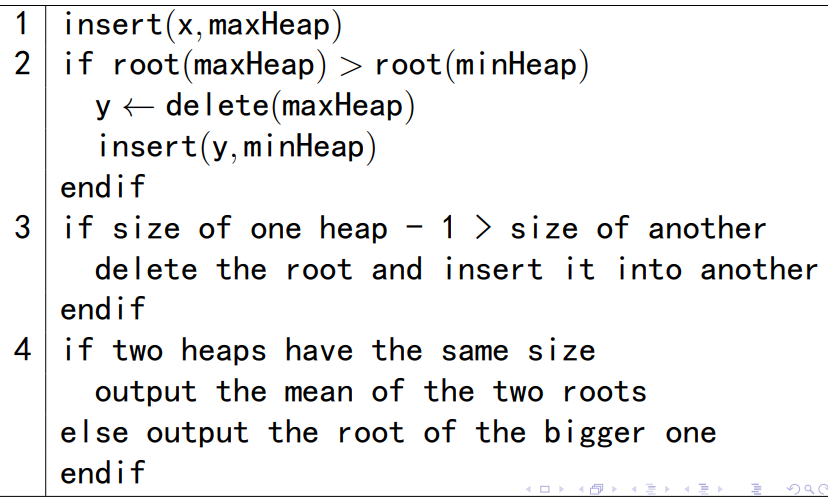 1 insert(x,maxHeap)
2 if root(maxHeap) > root(minHeap)
y ← delete(maxHeap)
insert(y,minHeap)
endif
3 if size of one heap - 1 > size of another
delete the root and insert it into another
endif
4 if two heaps have the same size
output the mean of the two roots
else output the root of the bigger one
endif